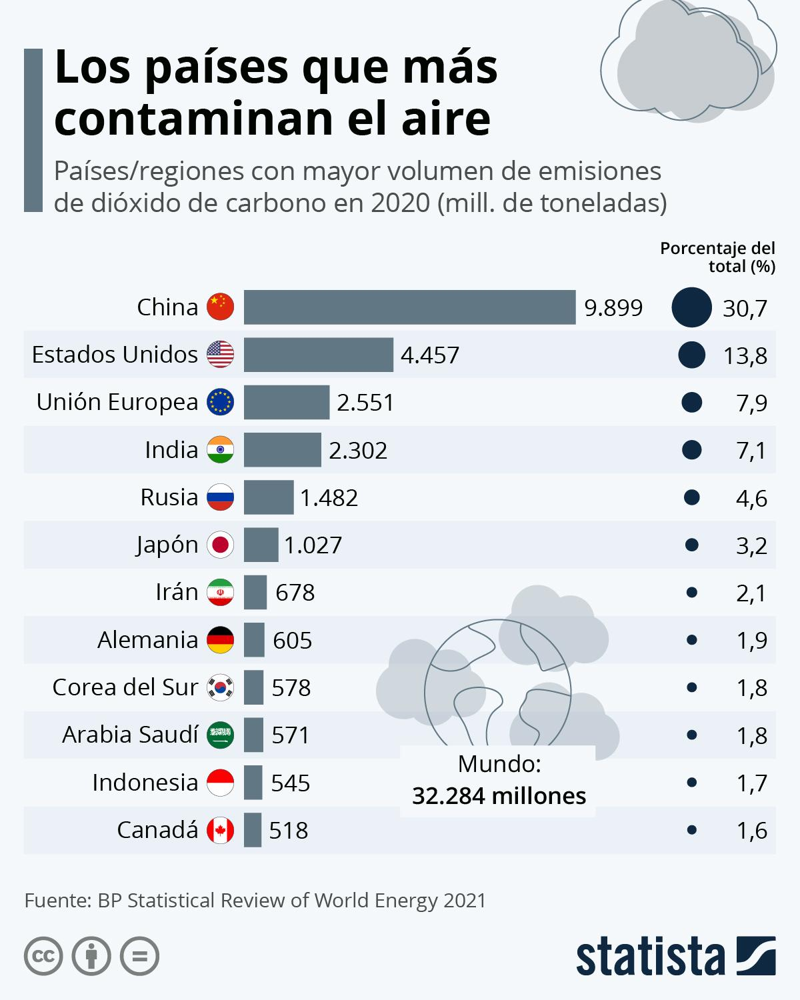 Los países que más
contaminan el aire
Países/regiones con mayor volumen de emisiones
de dióxido de carbono en 2020 (mill. de toneladas)
Porcentaje del
total (%)
China 9.899 30,7
Estados Unidos 4.457 13,8
Unión Europea 2.551 7,9
India 2.302 7,1
Rusia 1.482 4,6
Japón 1.027 3,2
Irán 678 2,1
Alemania 605 1,9
Corea del Sur 578 1,8
Arabia Saudí 571 1,8
Indonesia 545 1,7
Canadá 518 1,6
Mundo:
32.284 millones
Fuente: BP Statistical Review of World Energy 2021
cc
statista